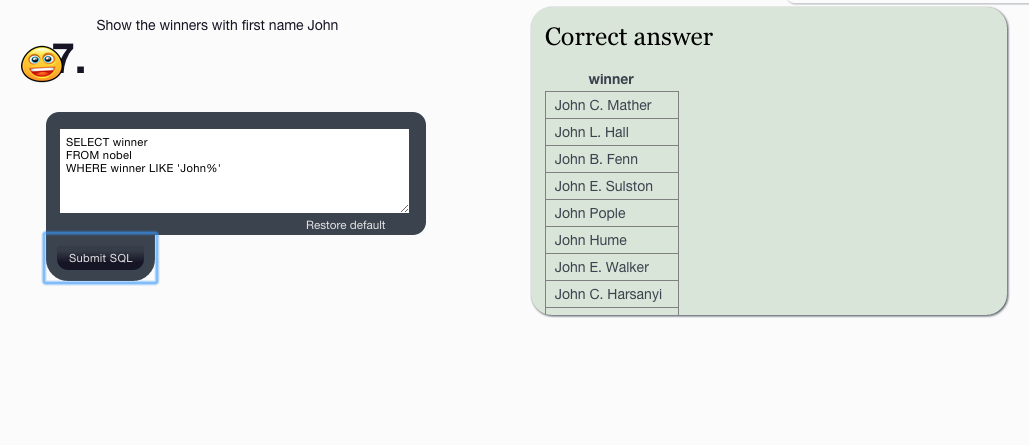 Show the winners with first name John
7.
SELECT winner
FROM nobel
WHERE winner LIKE 'John%'
Restore default
Submit SQL
Correct answer
winner
John C. Mather
John L. Hall
John B. Fenn
John E. Sulston
John Pople
John Hume
John E. Walker
John C. Harsanyi